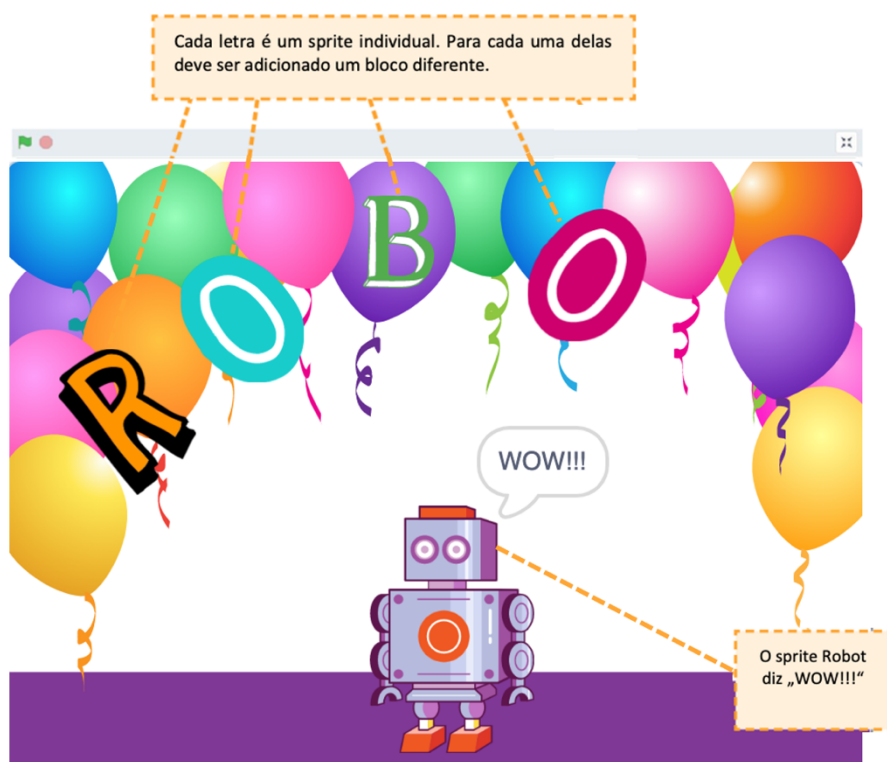 Cada letra é um sprite individual. Para cada uma delas
deve ser adicionado um bloco diferente.
R O B O
WOW!!!
O sprite Robot
diz „WOW!!!“